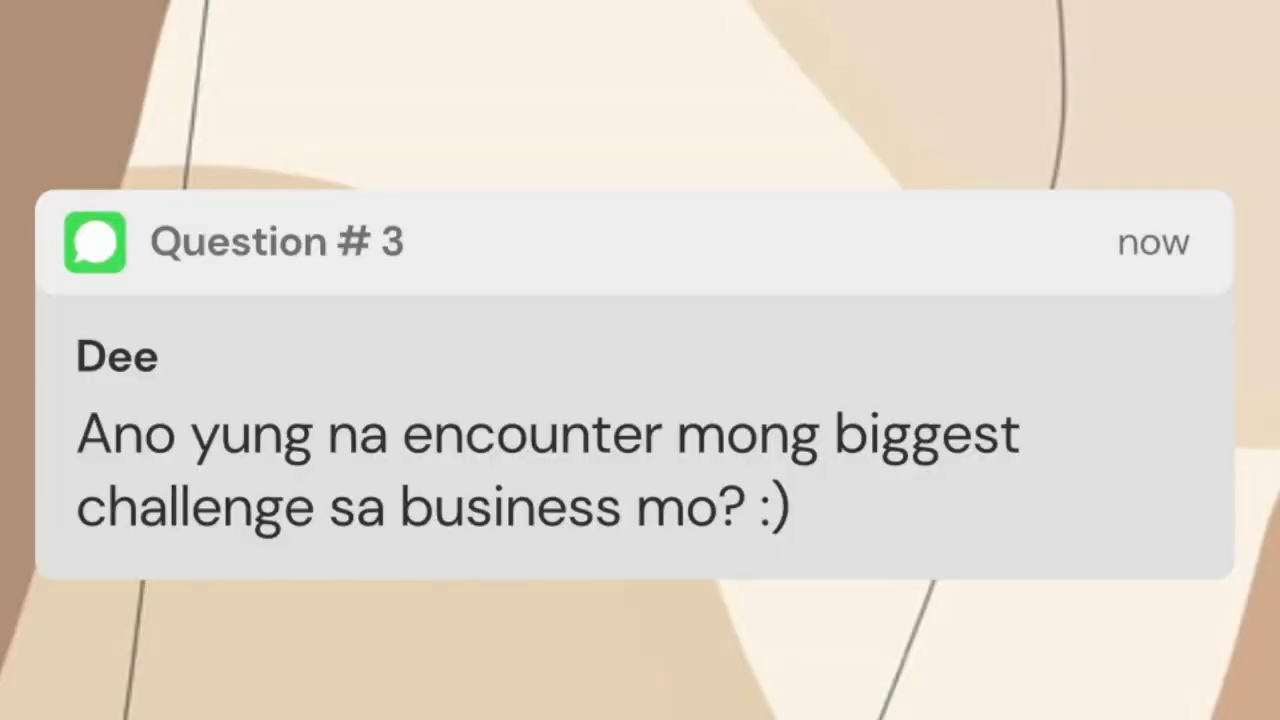 Question # 3
now
Dee
Ano yung na encounter mong biggest
challenge sa business mo? :)